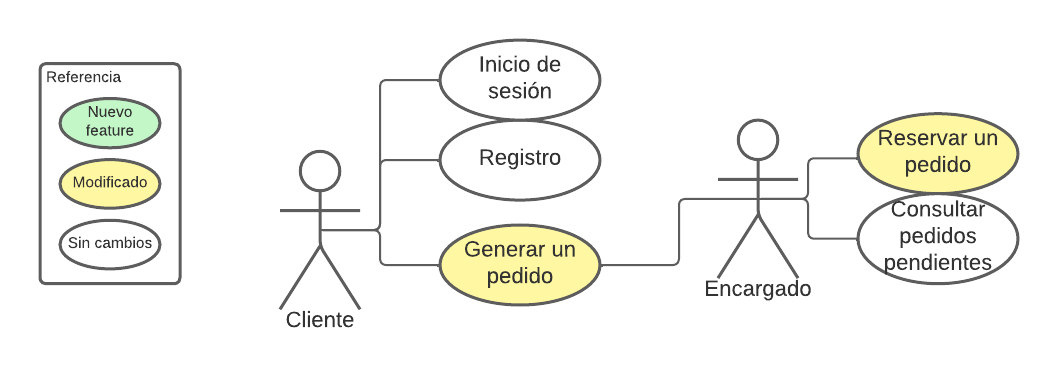 Referencia
Nuevo
feature
Modificado
Sin cambios
Cliente
Inicio de
sesión
Registro
Generar un
pedido
Encargado
Reservar un
pedido
Consultar
pedidos
pendientes